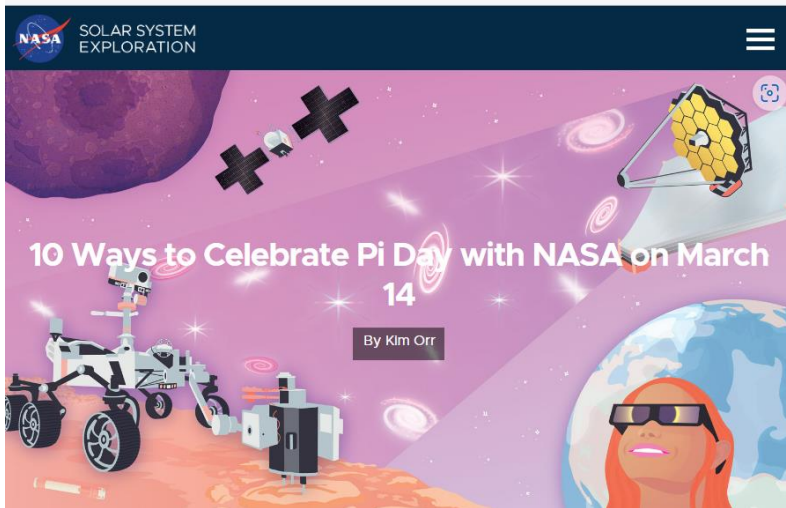 NASA
SOLAR SYSTEM
EXPLORATION
10 Ways to Celebrate Pi Day with NASA on March
14
By Kim Orr